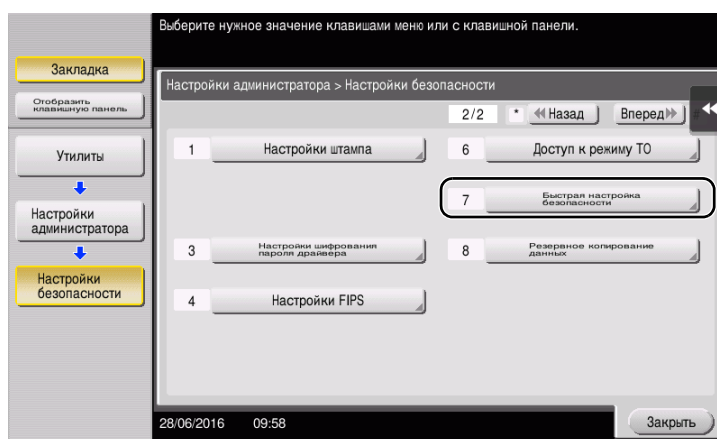 Выберите нужное значение клавишами меню или с клавишной панели.
Закладка
Отобразить
клавишную панель
Утилиты
Настройки
администратора
Настройки
безопасности
Настройки администратора > Настройки безопасности
2/2 * Назад Вперед
1 Настройки штампа
6 Доступ к режиму ТО
7 Быстрая настройка
безопасности
3 Настройки шифрования
пароля драйвера
8 Резервное копирование
данных
4 Настройки FIPS
28/06/2016 09:58
Закрыть